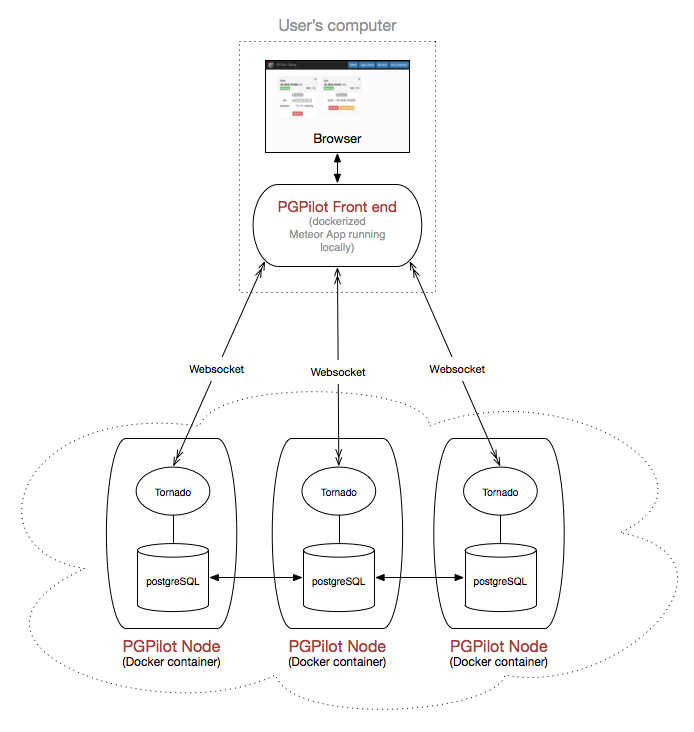 User's computer
Browser
PGPilot Front end
(dockerized
Meteor App running
locally)
Websocket
Websocket
Websocket
Tornado
Tornado
Tornado
postgreSQL
postgreSQL
postgreSQL
PGPilot Node
PGPilot Node
PGPilot Node
(Docker container)
(Docker container)
(Docker container)